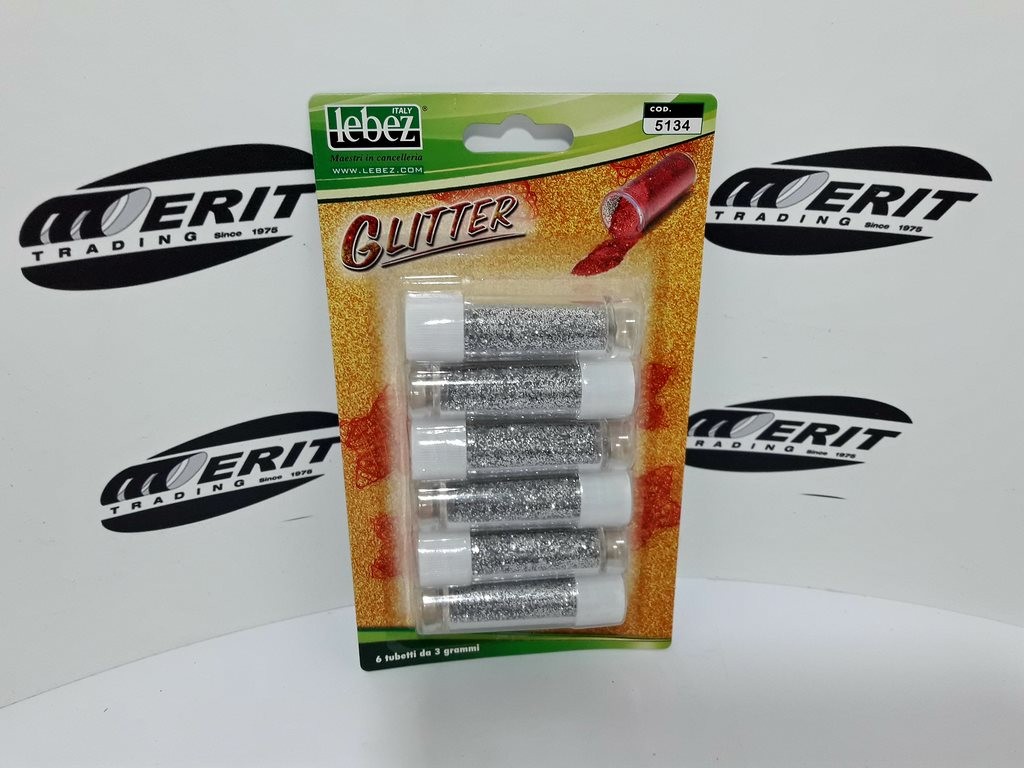 lebez
ITALY
®
Maestri in cancelleria
WWW.LEBEZ.COM
COD.
5134
GLITTER
6 tubetti da 3 grammi
MERIT
TRADING Since 1975
MERIT
TRADING Since 1975
MERIT
TRADING Since 1975
MERIT
TRADING Since 1975